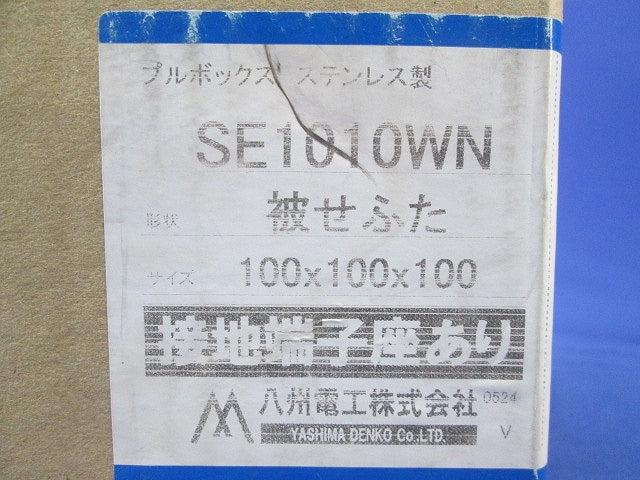 プルボックス ステンレス製
SE1010WN
形状 被せふた
サイズ 100x100x100
接地端子座あり
八州電工株式会社 0524
YASHIMA DENKO Co.LTD. V